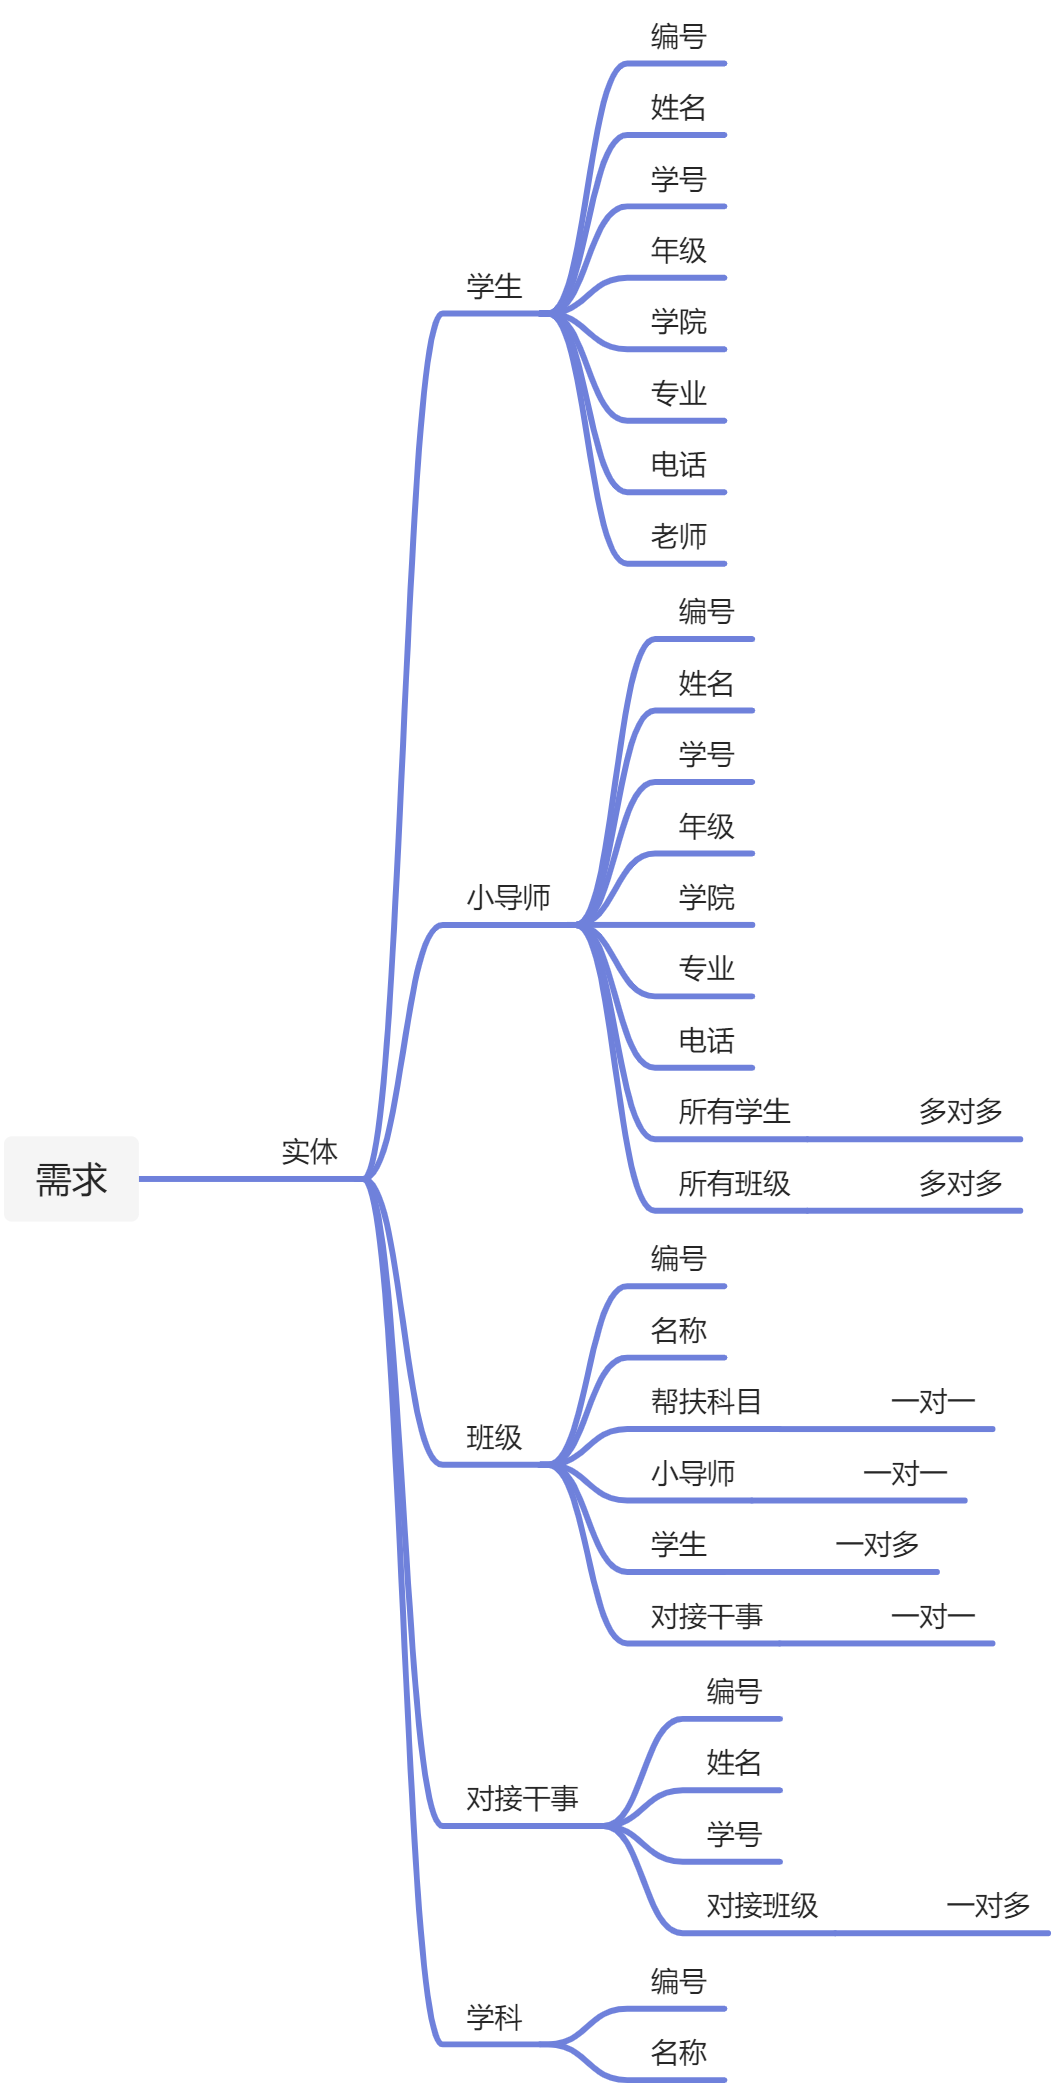 需求
实体
学生
编号
姓名
学号
年级
学院
专业
电话
老师
小导师
编号
姓名
学号
年级
学院
专业
电话
所有学生 多对多
所有班级 多对多
班级
编号
名称
帮扶科目 一对一
小导师 一对一
学生 一对多
对接干事 一对一
对接干事
编号
姓名
学号
对接班级 一对多
学科
编号
名称